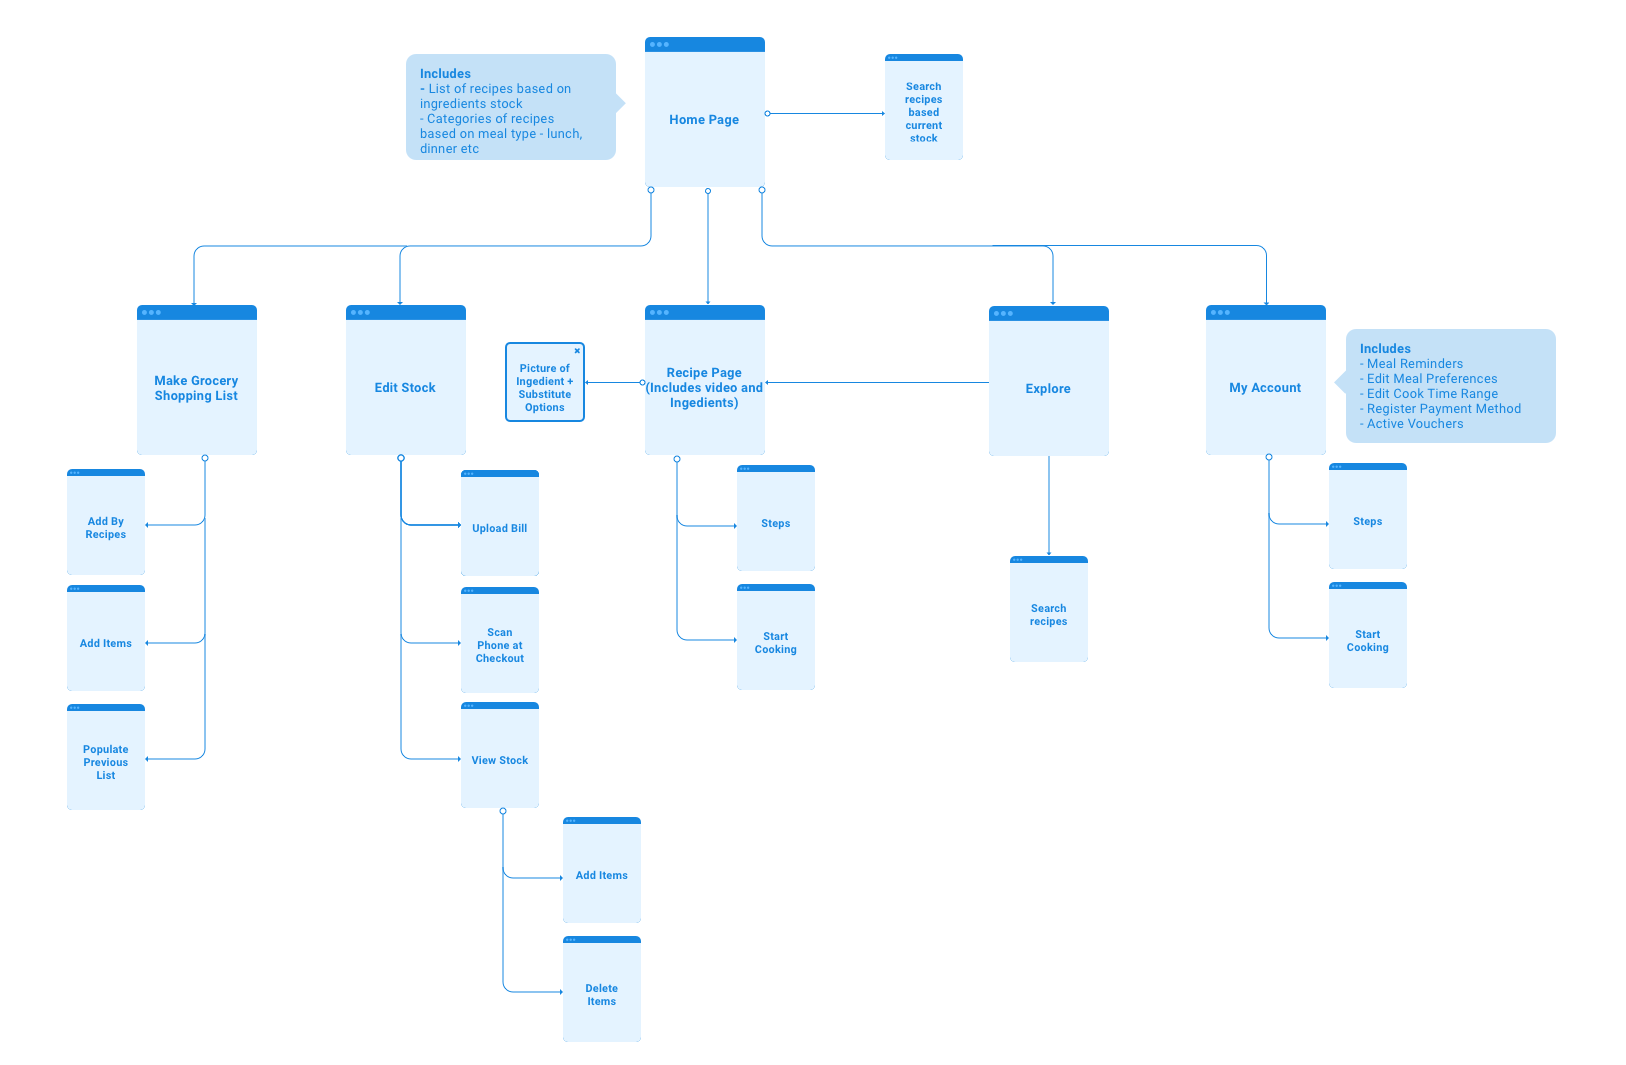 Includes
- List of recipes based on
ingredients stock
- Categories of recipes
based on meal type - lunch,
dinner etc
Home Page
Search
recipes
based
current
stock
Make Grocery
Shopping List
Edit Stock
Picture of
Ingedient +
Substitute
Options
Recipe Page
(Includes video and
Ingedients)
Explore
My Account
Includes
- Meal Reminders
- Edit Meal Preferences
- Edit Cook Time Range
- Register Payment Method
- Active Vouchers
Add By
Recipes
Add Items
Populate
Previous
List
Upload Bill
Scan
Phone at
Checkout
View Stock
Add Items
Delete
Items
Steps
Start
Cooking
Search
recipes
Steps
Start
Cooking